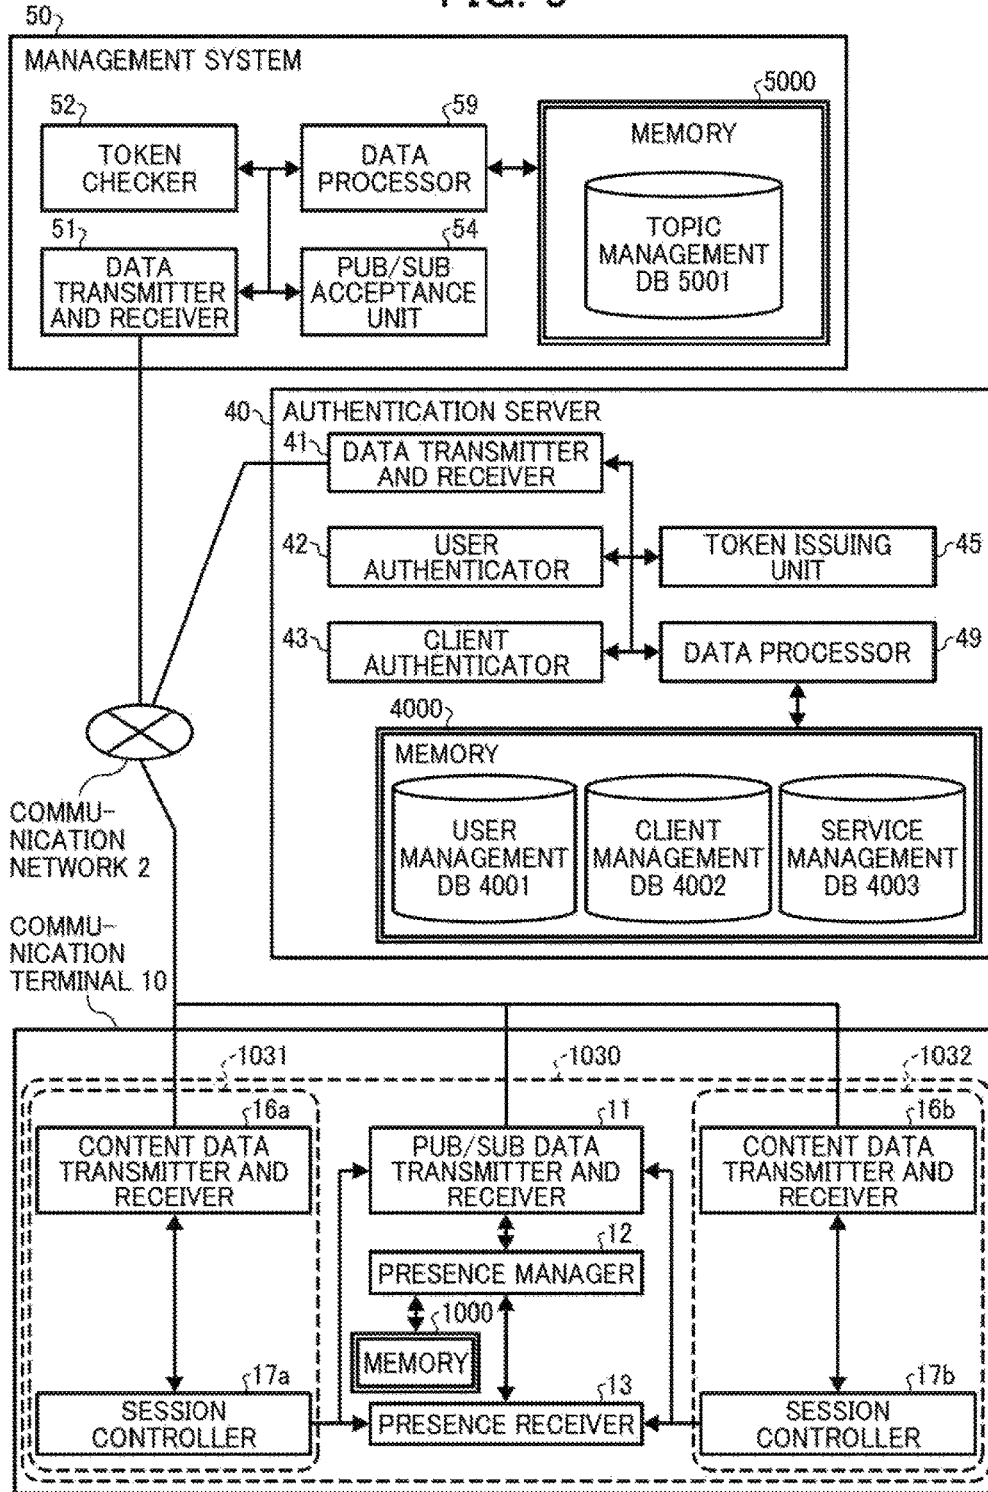 50
MANAGEMENT SYSTEM
5000
52
59
TOKEN
CHECKER
DATA
PROCESSOR
MEMORY
TOPIC
MANAGEMENT
DB 5001
51
54
DATA
TRANSMITTER
AND RECEIVER
PUB/SUB
ACCEPTANCE
UNIT
40
AUTHENTICATION SERVER
41
DATA TRANSMITTER
AND RECEIVER
42
USER
AUTHENTICATOR
TOKEN ISSUING
UNIT
45
43
CLIENT
AUTHENTICATOR
DATA PROCESSOR
49
4000
MEMORY
USER
MANAGEMENT
DB 4001
CLIENT
MANAGEMENT
DB 4002
SERVICE
MANAGEMENT
DB 4003
COMMU-
NICATION
NETWORK 2
COMMU-
NICATION
TERMINAL 10
1031
1030
1032
16a
11
16b
CONTENT DATA
TRANSMITTER AND
RECEIVER
PUB/SUB DATA
TRANSMITTER AND
RECEIVER
CONTENT DATA
TRANSMITTER AND
RECEIVER
12
PRESENCE MANAGER
1000
MEMORY
17a
13
17b
SESSION
CONTROLLER
PRESENCE RECEIVER
SESSION
CONTROLLER